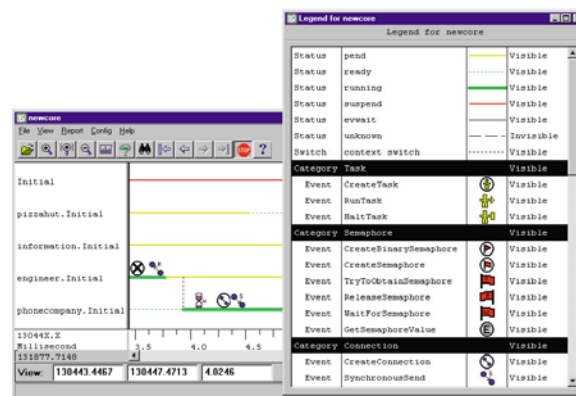 Legend for newcore
Legend for newcore
Status pend Visible
Status ready Visible
Status running Visible
Status suspend Visible
Status evwait Visible
Status unknown Invisible
Switch context switch Visible
Category Task Visible
Event CreateTask Visible
Event RunTask Visible
Event HaltTask Visible
Category Semaphore Visible
Event CreateBinarySemaphore Visible
Event CreateSemaphore Visible
Event TryToObtainSemaphore Visible
Event ReleaseSemaphore Visible
Event WaitForSemaphore Visible
Event GetSemaphoreValue E Visible
Category Connection Visible
Event CreateConnection Visible
Event SynchronousSend S Visible
newcore
File View Report Config Help
STOP ?
Initial
pizzahut.Initial
information.Initial
engineer.Initial
phonecompany.Initial
13044X.X
Millisecond 3.5 4.0 4.5
131877.7148
View: 130443.4467 130447.4713 4.0246